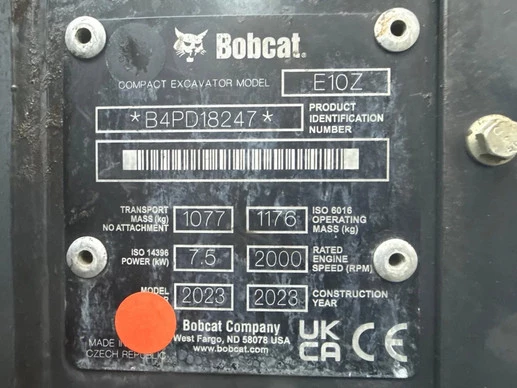 Bobcat.
COMPACT EXCAVATOR MODEL E10Z
*B4PD18247* PRODUCT IDENTIFICATION NUMBER
TRANSPORT MASS (kg) NO ATTACHMENT 1077 1176 ISO 6016 OPERATING MASS (kg)
ISO 14396 POWER (kW) 7.5 2000 RATED ENGINE SPEED (RPM)
MODEL 2023 2023 CONSTRUCTION YEAR
Bobcat Company
West Fargo, ND 58078 USA
www.bobcat.com
MADE IN
CZECH REPUBLIC
UK
CA
CE